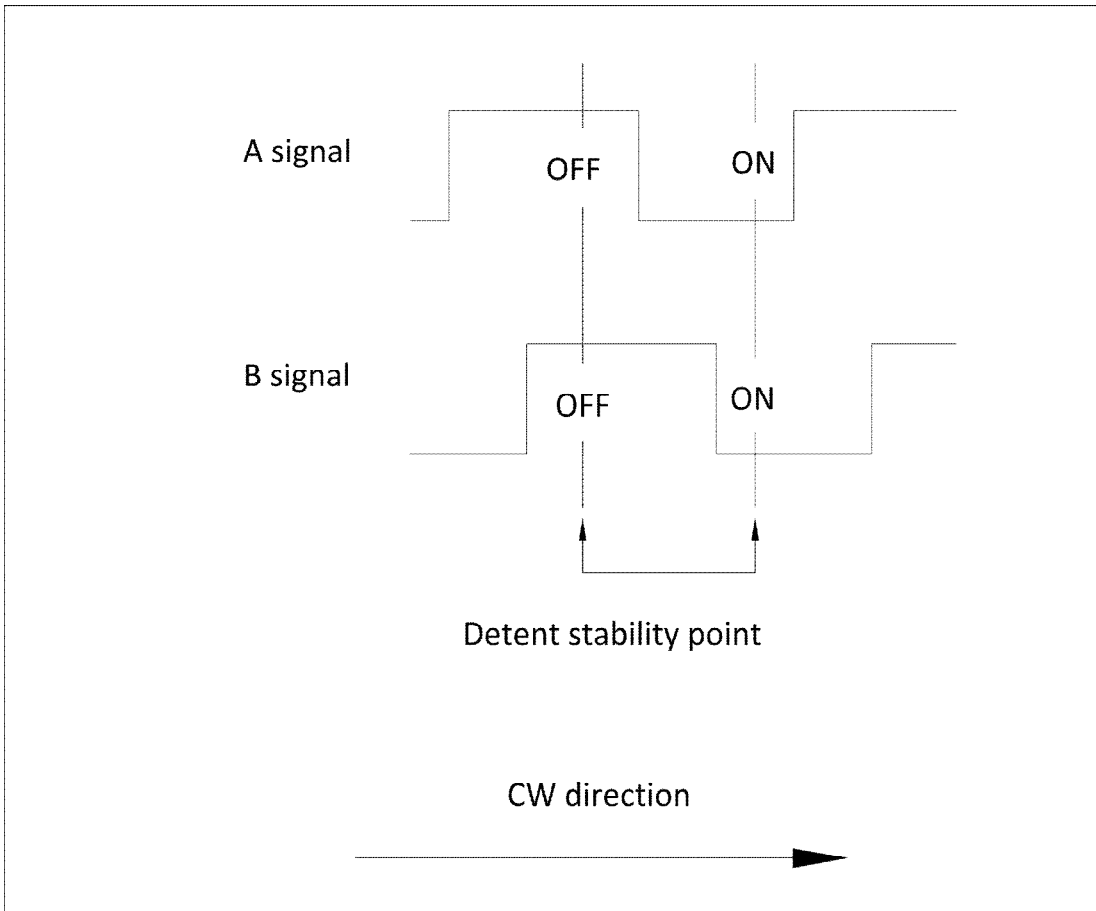 A signal
OFF
ON
B signal
OFF
ON
Detent stability point
CW direction